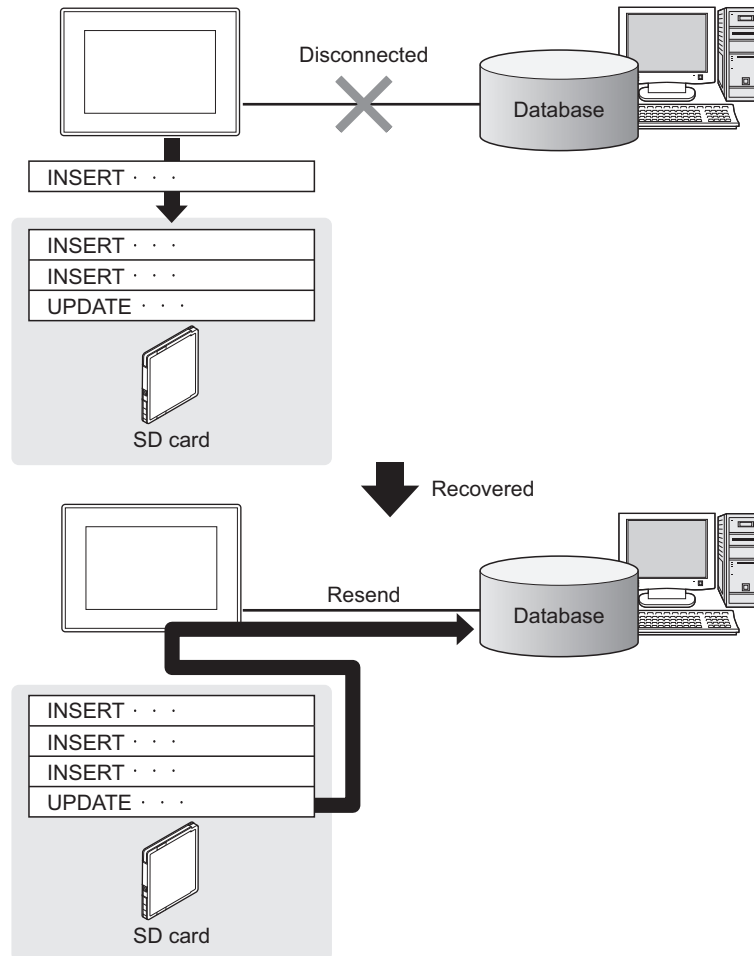 Disconnected
Database
INSERT · · ·
INSERT · · ·
INSERT · · ·
UPDATE · · ·
SD card
Recovered
Resend
Database
INSERT · · ·
INSERT · · ·
INSERT · · ·
UPDATE · · ·
SD card